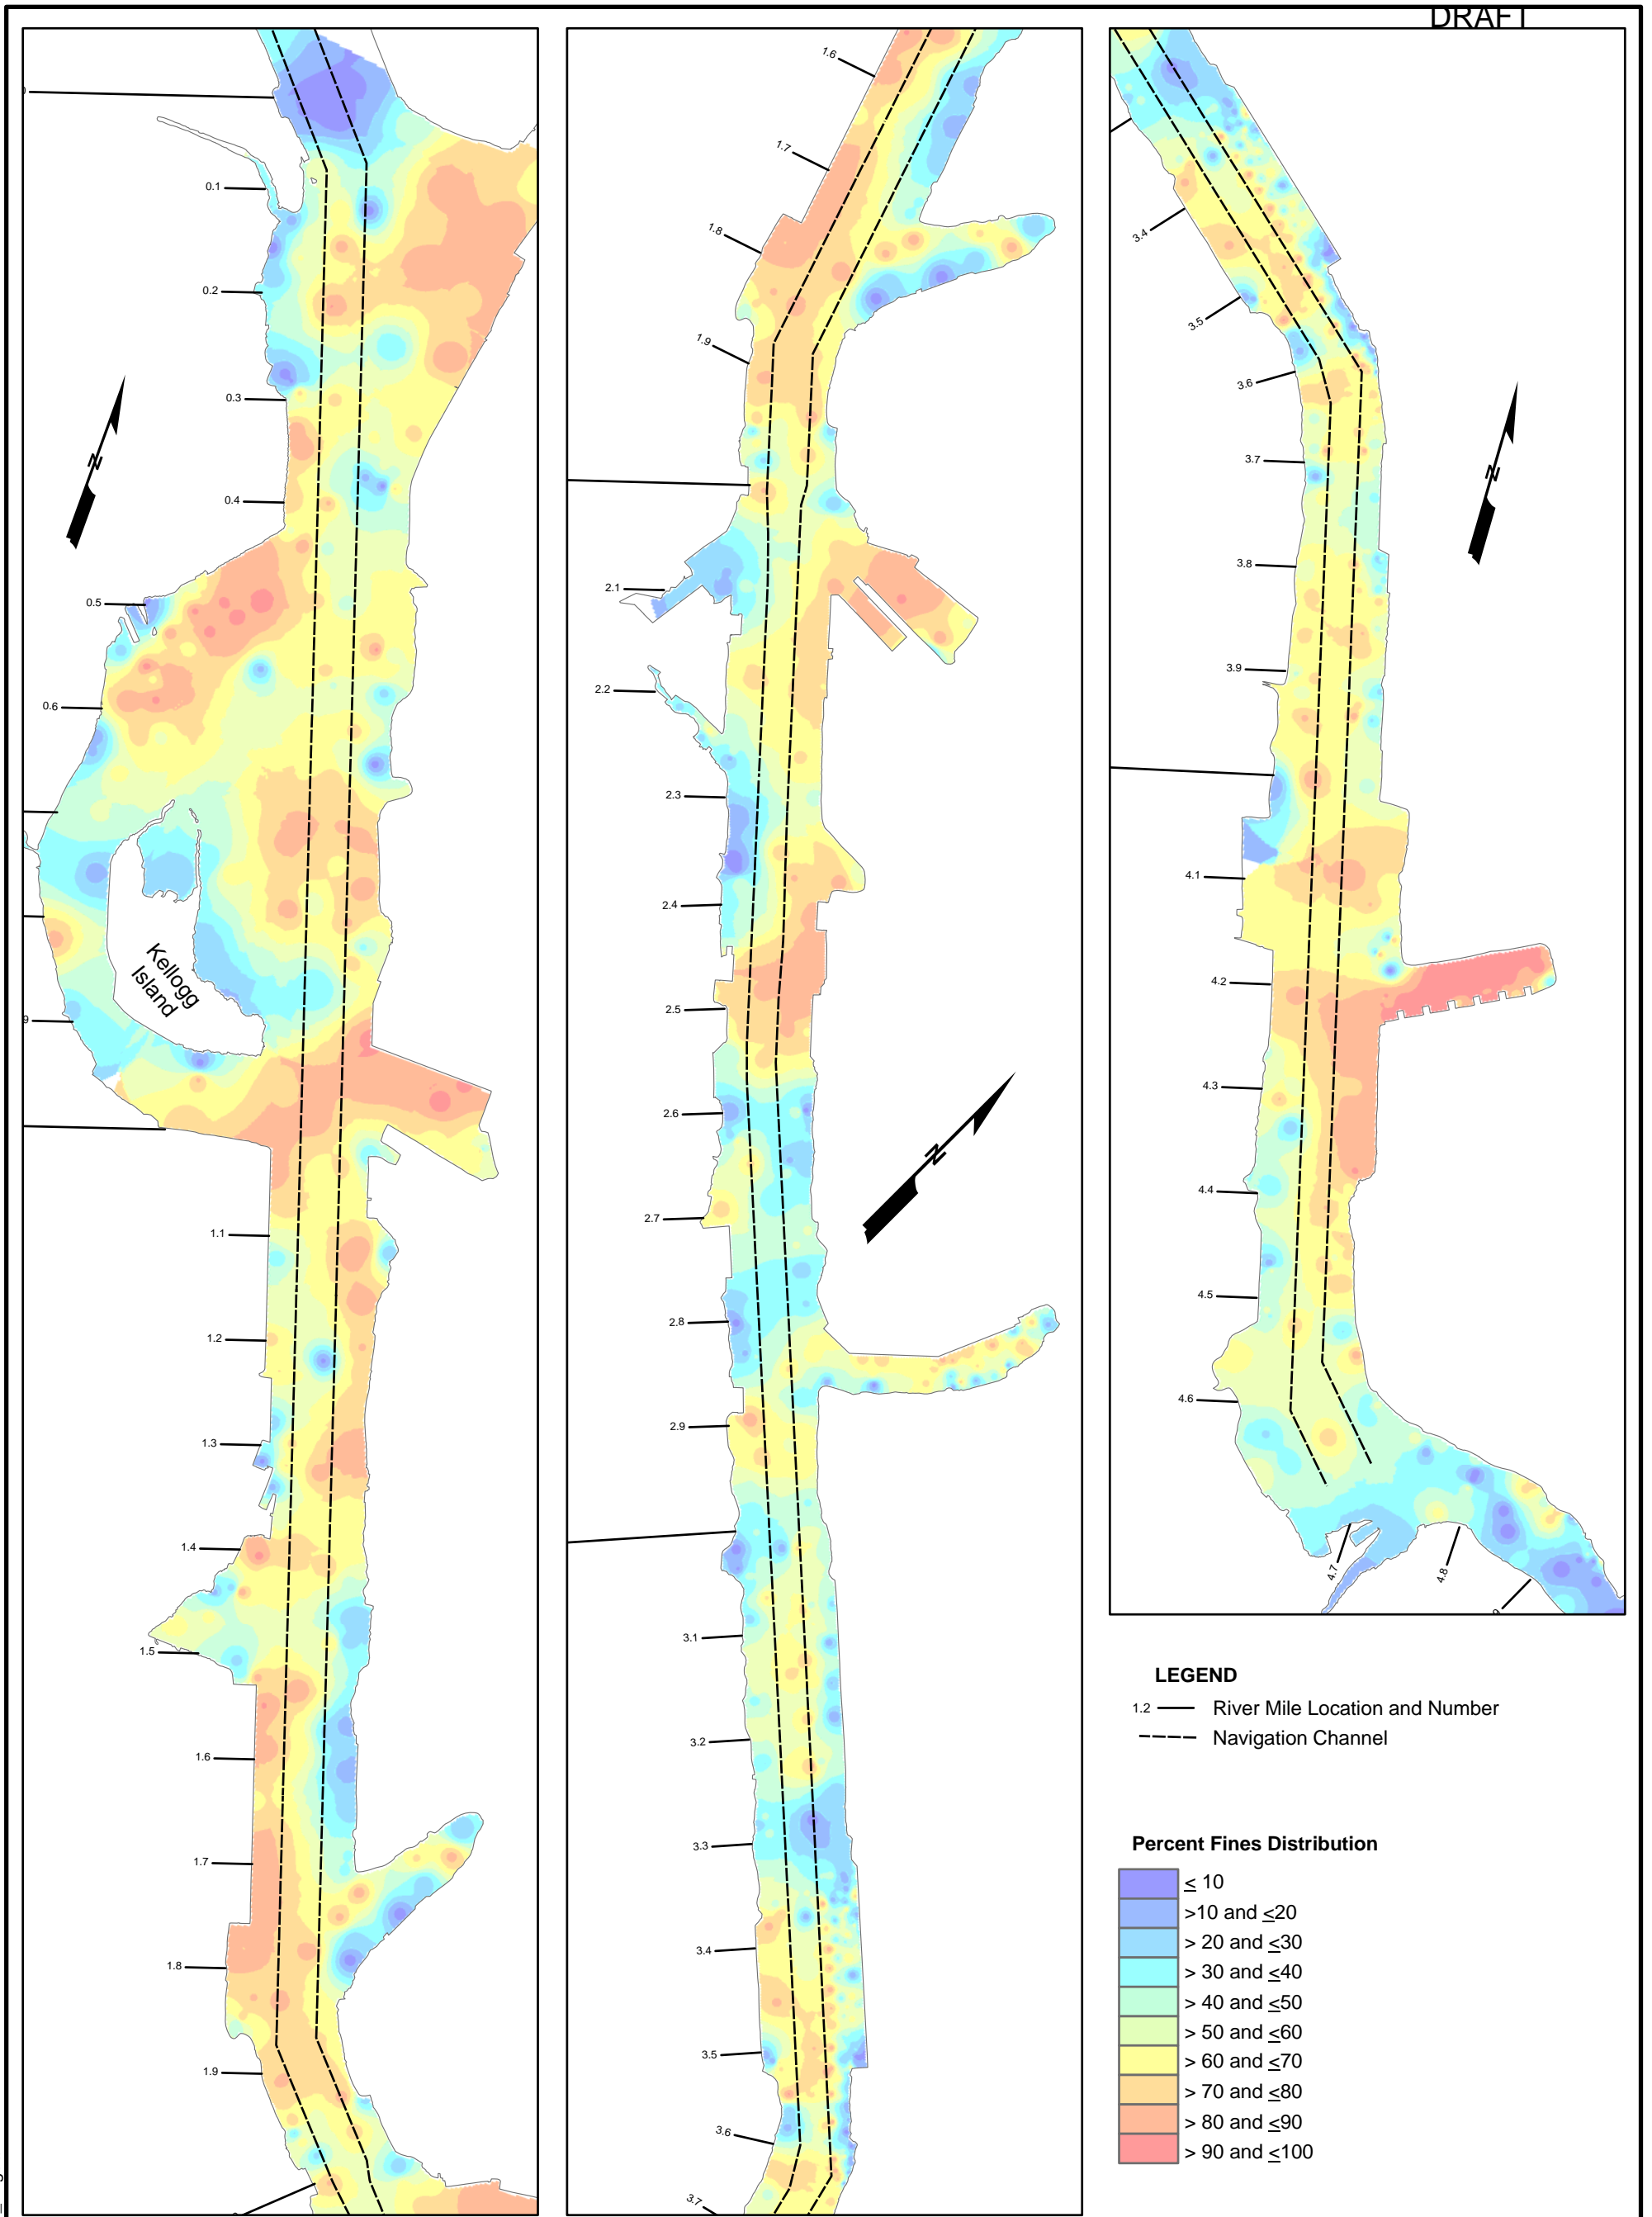 DRAFT
0.1
0.2
0.3
0.4
0.5
0.6
Kellogg
Island
9
1.1
1.2
1.3
1.4
1.5
1.6
1.7
1.8
1.9
N
1.6
1.7
1.8
1.9
2.1
2.2
2.3
2.4
2.5
2.6
2.7
2.8
2.9
3.1
3.2
3.3
3.4
3.5
3.6
3.7
N
3.4
3.5
3.6
3.7
3.8
3.9
4.1
4.2
4.3
4.4
4.5
4.6
4.7
4.8
N
LEGEND
1.2 River Mile Location and Number
Navigation Channel
Percent Fines Distribution
≤ 10
>10 and ≤20
> 20 and ≤30
> 30 and ≤40
> 40 and ≤50
> 50 and ≤60
> 60 and ≤70
> 70 and ≤80
> 80 and ≤90
> 90 and ≤100